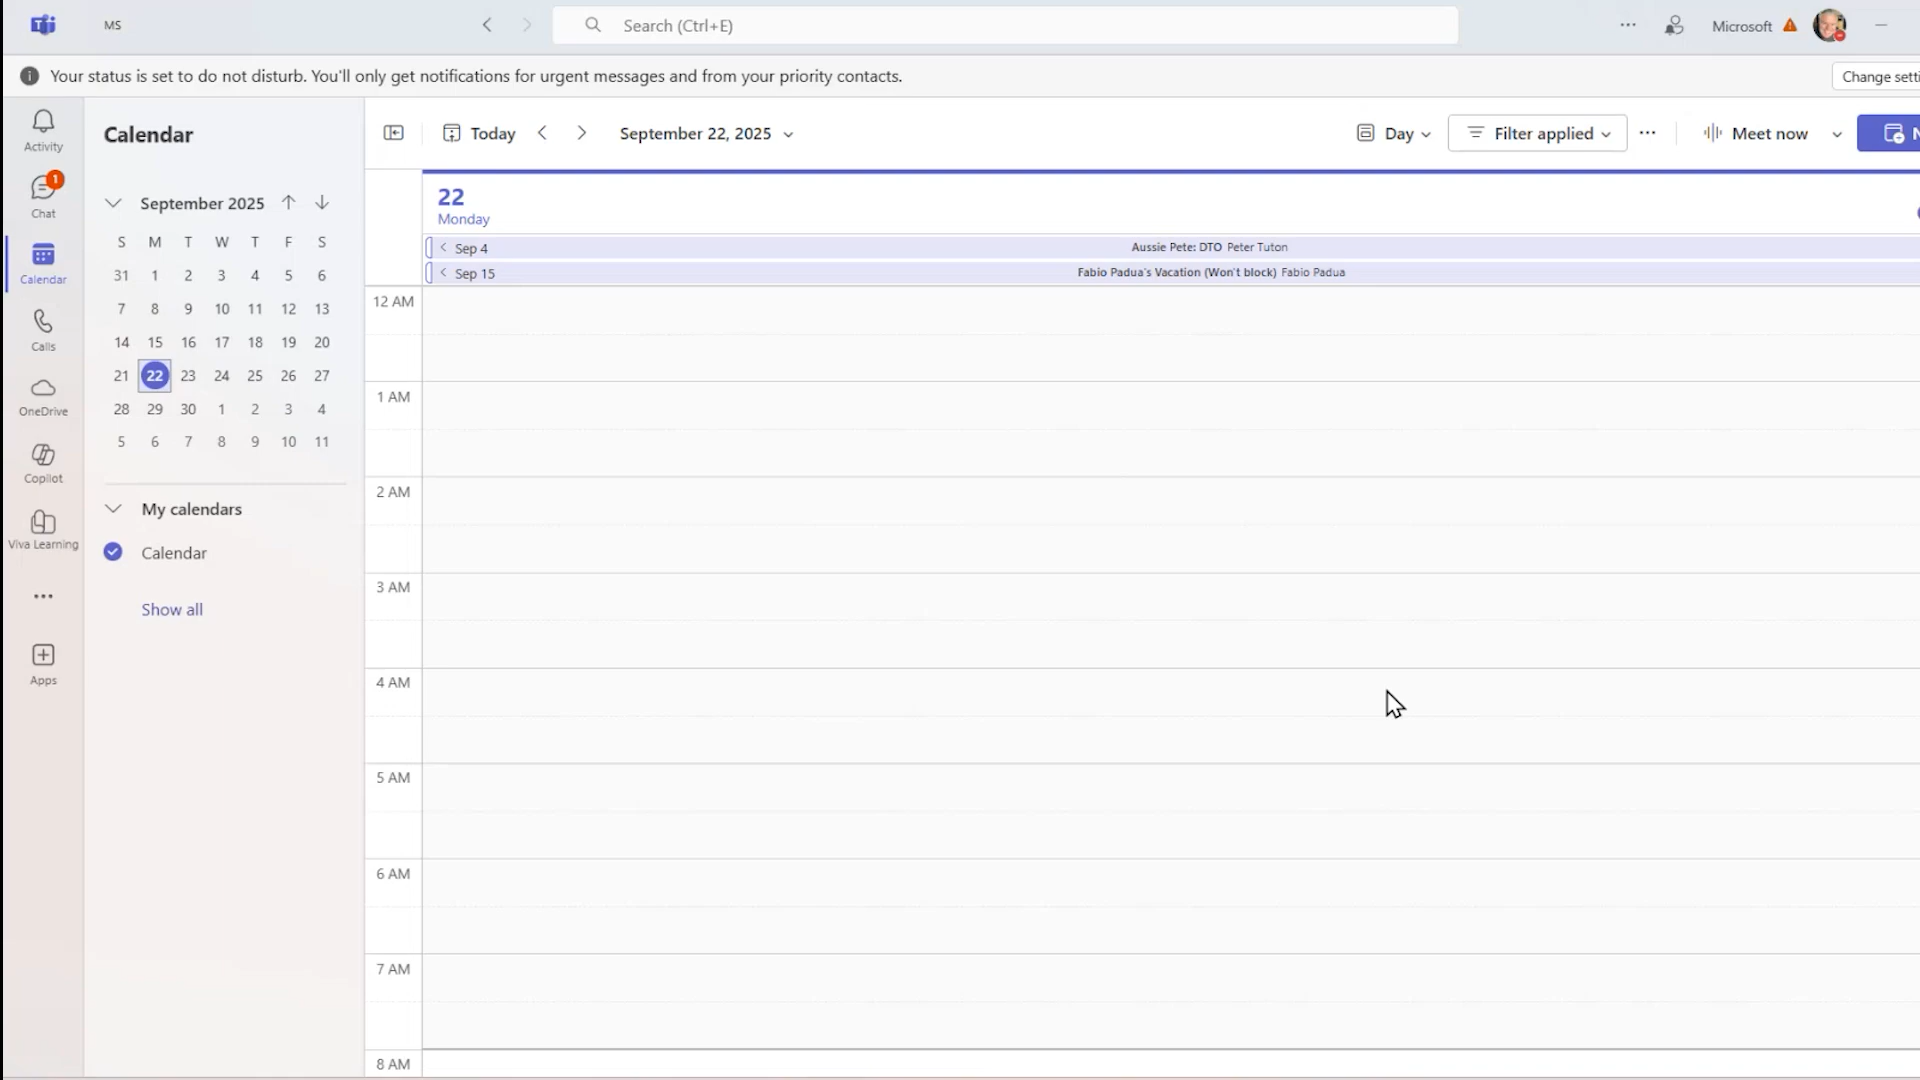 MS
Search (Ctrl+E)
Microsoft
Your status is set to do not disturb. You'll only get notifications for urgent messages and from your priority contacts.
Change setti
Activity
1
Chat
Calendar
Calls
OneDrive
Copilot
Viva Learning
Apps
Calendar
September 2025
S M T W T F S
31 1 2 3 4 5 6
7 8 9 10 11 12 13
14 15 16 17 18 19 20
21 22 23 24 25 26 27
28 29 30 1 2 3 4
5 6 7 8 9 10 11
My calendars
Calendar
Show all
Today
September 22, 2025
Day
Filter applied
Meet now
N
22
Monday
Sep 4 Aussie Pete: DTO Peter Tuton
Sep 15 Fabio Padua's Vacation (Won't block) Fabio Padua
12 AM
1 AM
2 AM
3 AM
4 AM
5 AM
6 AM
7 AM
8 AM